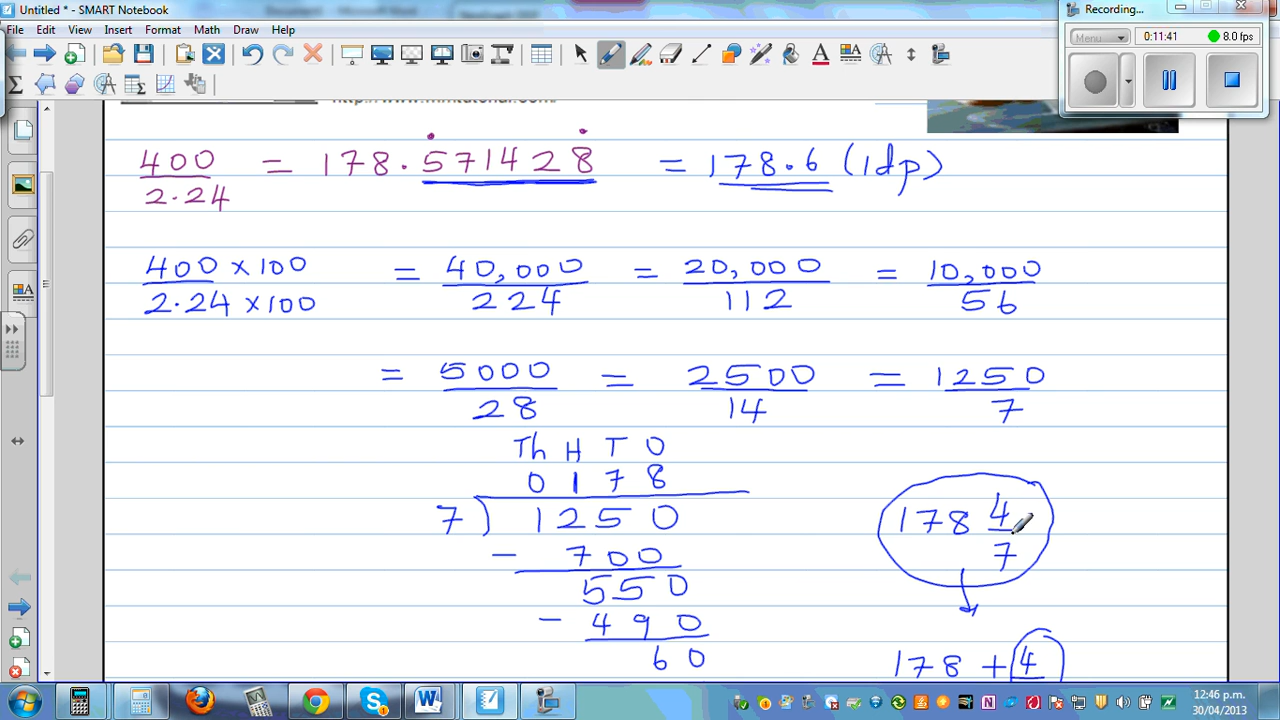 Untitled * - SMART Notebook
Recording...
File Edit View Insert Format Math Draw Help
Menu 0:11:41 8.0 fps
400 = 178.571428 = 178.6 (1dp)
2.24
400 x 100 = 40,000 = 20,000 = 10,000
2.24 x 100 224 112 56
= 5000 = 2500 = 1250
28 14 7
Th H T O
0 1 7 8
7 ) 1 2 5 0
178 4
7
- 7 0 0
5 5 0
- 4 9 0
6 0
178 + 4
12:46 p.m.
30/04/2013